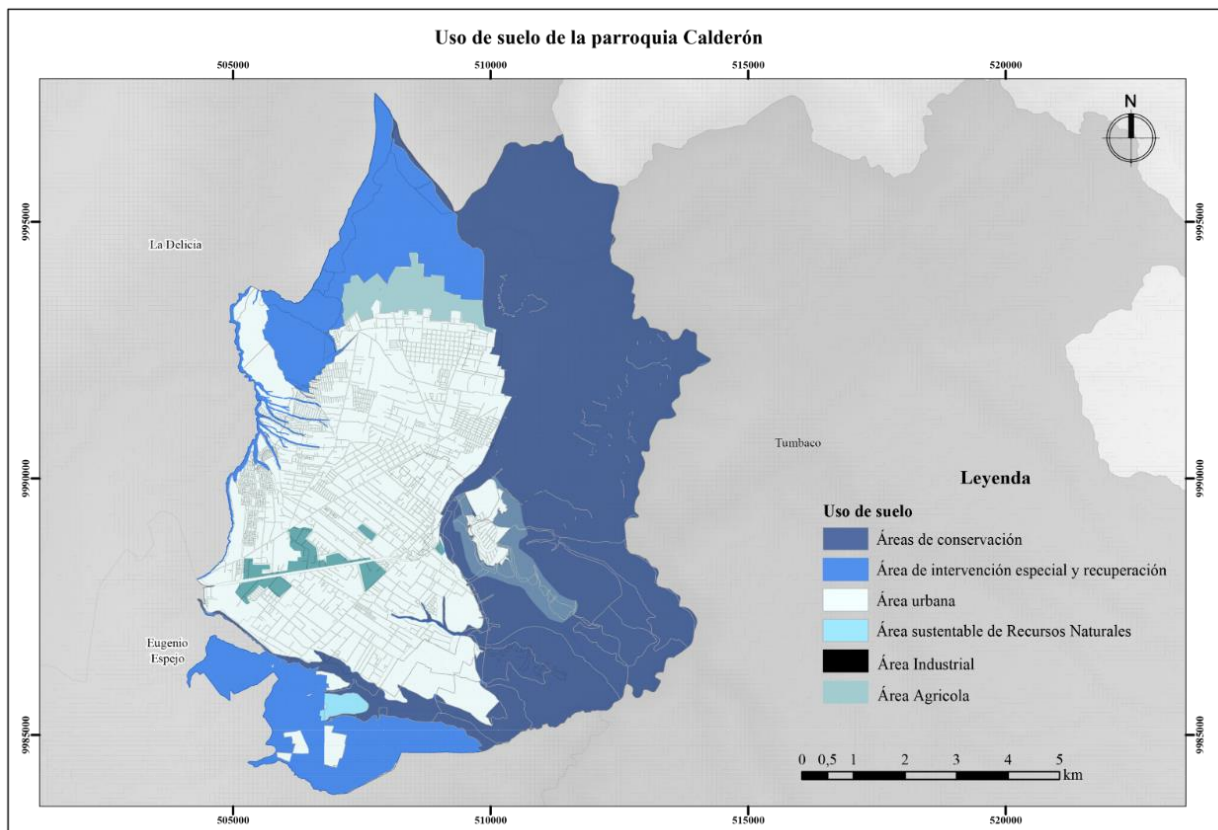 Uso de suelo de la parroquia Calderón
505000
510000
515000
520000
N
9995000
9995000
La Delicia
Tumbaco
9990000
9990000
Leyenda
Uso de suelo
Áreas de conservación
Área de intervención especial y recuperación
Área urbana
Área sustentable de Recursos Naturales
Área Industrial
Área Agricola
Eugenio
Espejo
9985000
9985000
0 0,5 1 2 3 4 5
km
505000
510000
515000
520000